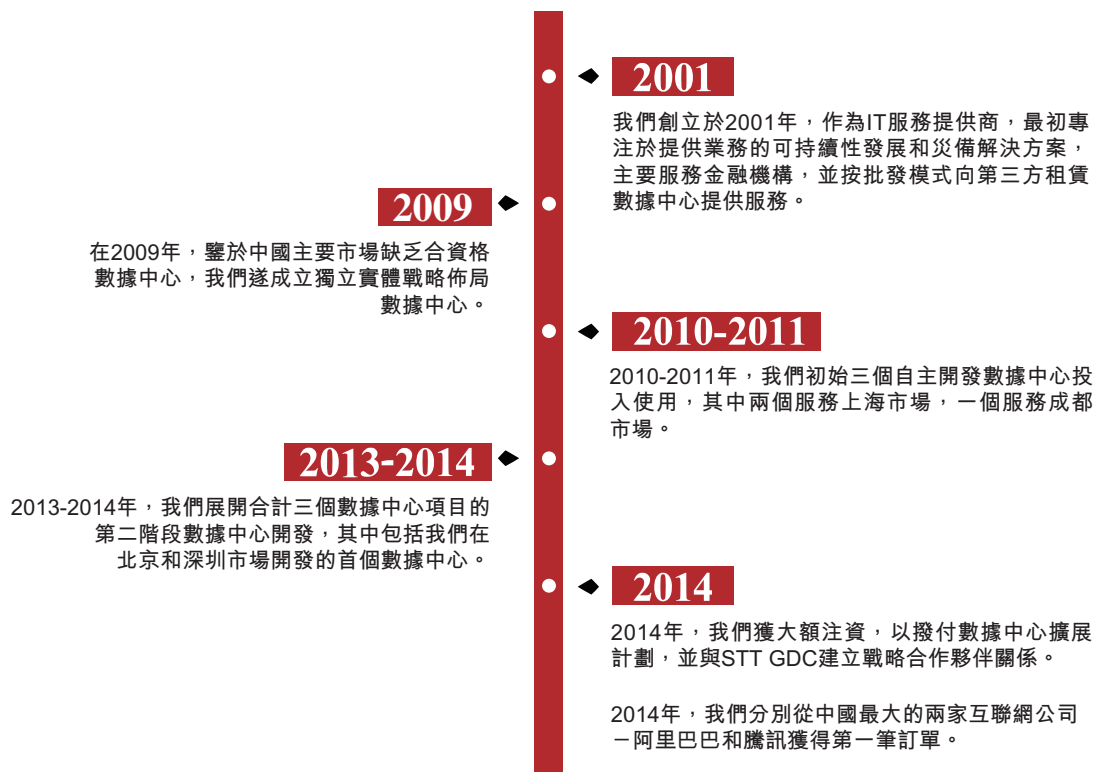 2001
我們創立於2001年，作為IT服務提供商，最初專
注於提供業務的可持續性發展和災備解決方案，
主要服務金融機構，並按批發模式向第三方租賃
數據中心提供服務。
2009
在2009年，鑒於中國主要市場缺乏合資格
數據中心，我們遂成立獨立實體戰略佈局
數據中心。
2010-2011
2010-2011年，我們初始三個自主開發數據中心投
入使用，其中兩個服務上海市場，一個服務成都
市場。
2013-2014
2013-2014年，我們展開合計三個數據中心項目的
第二階段數據中心開發，其中包括我們在
北京和深圳市場開發的首個數據中心。
2014
2014年，我們獲大額注資，以撥付數據中心擴展
計劃，並與STT GDC建立戰略合作夥伴關係。
2014年，我們分別從中國最大的兩家互聯網公司
－阿里巴巴和騰訊獲得第一筆訂單。